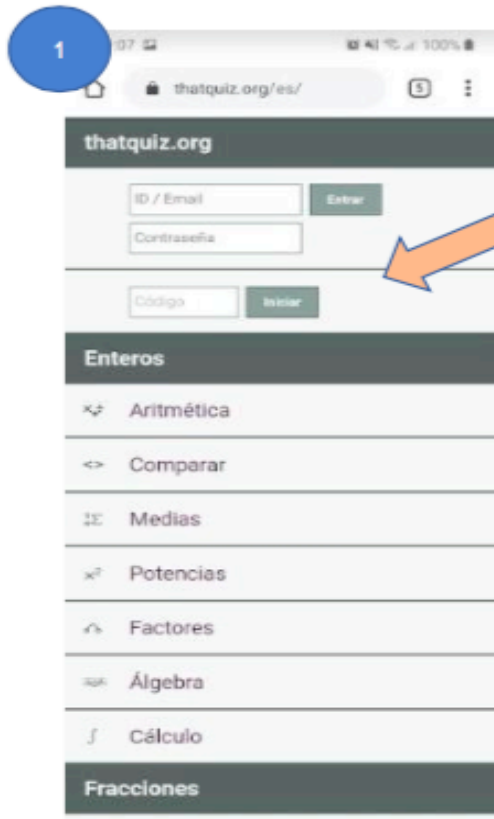 1
:07 100%
thatquiz.org/es/ 5
thatquiz.org
ID / Email Entrar
Contraseña
Código Iniciar
Enteros
Aritmética
<> Comparar
Medias
x² Potencias
Factores
Álgebra
∫ Cálculo
Fracciones